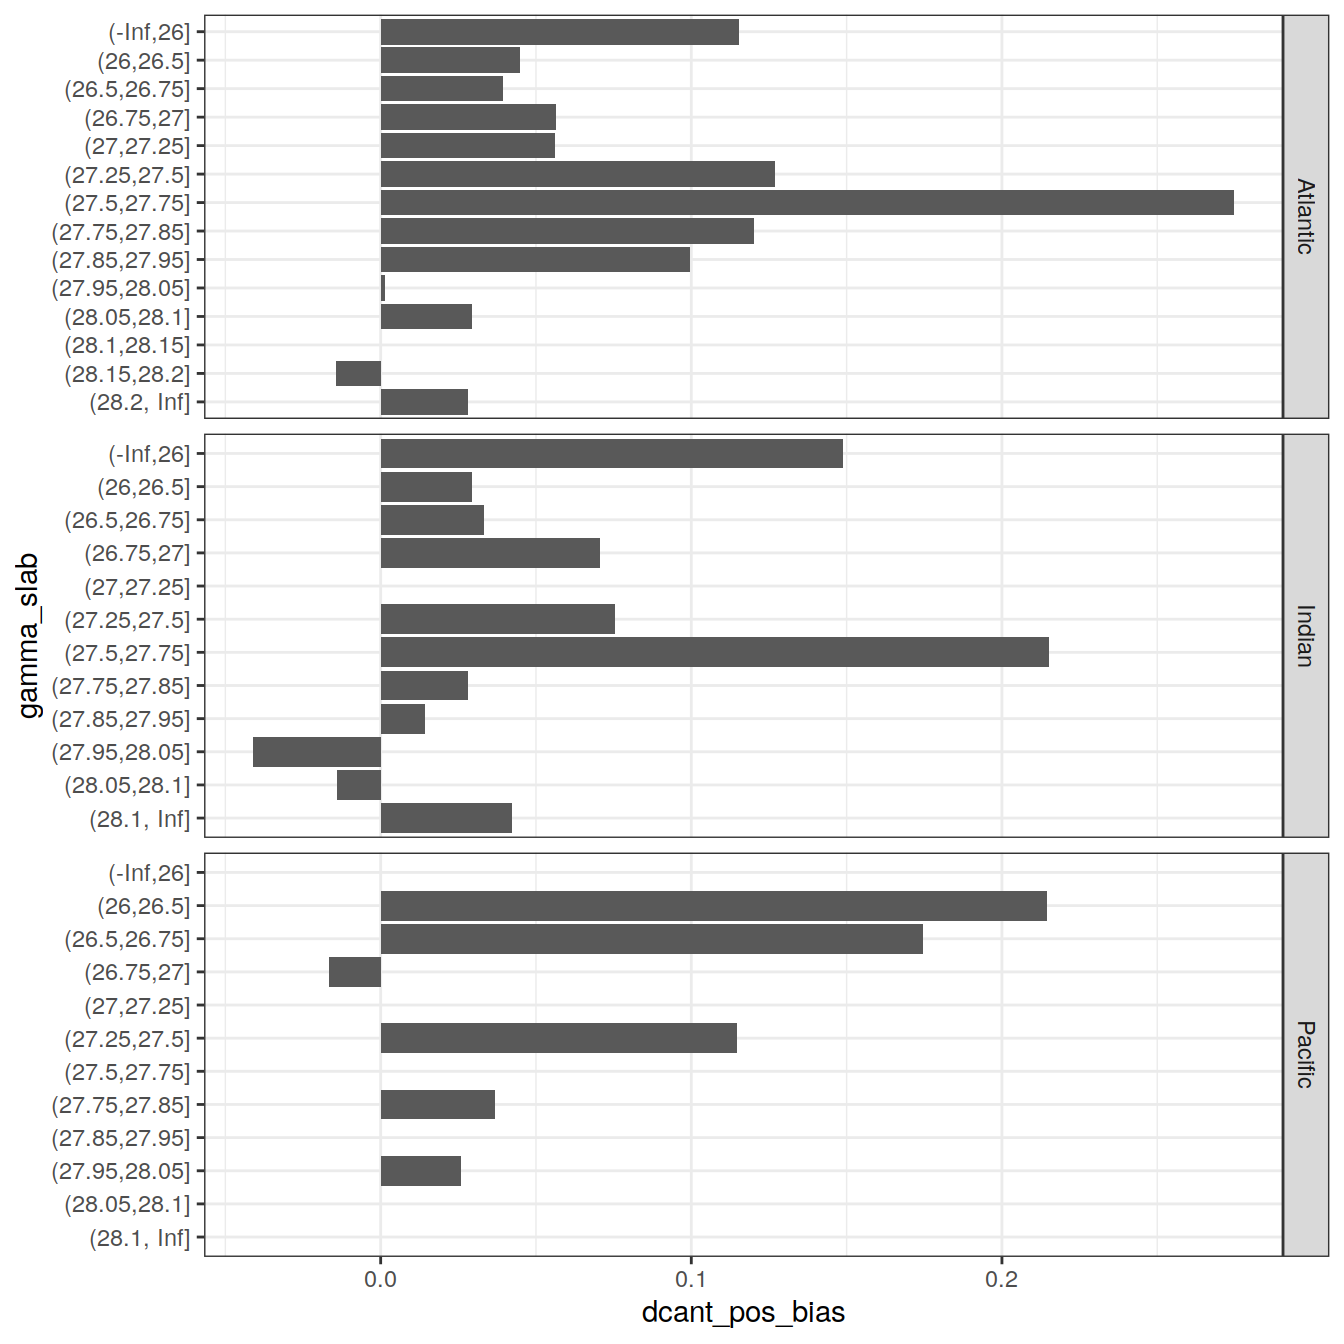 (-Inf,26]
(26,26.5]
(26.5,26.75]
(26.75,27]
(27,27.25]
(27.25,27.5]
(27.5,27.75]
(27.75,27.85]
(27.85,27.95]
(27.95,28.05]
(28.05,28.1]
(28.1,28.15]
(28.15,28.2]
(28.2, Inf]
Atlantic
(-Inf,26]
(26,26.5]
(26.5,26.75]
(26.75,27]
(27,27.25]
(27.25,27.5]
(27.5,27.75]
(27.75,27.85]
(27.85,27.95]
(27.95,28.05]
(28.05,28.1]
(28.1, Inf]
Indian
gamma_slab
(-Inf,26]
(26,26.5]
(26.5,26.75]
(26.75,27]
(27,27.25]
(27.25,27.5]
(27.5,27.75]
(27.75,27.85]
(27.85,27.95]
(27.95,28.05]
(28.05,28.1]
(28.1, Inf]
Pacific
0.0 0.1 0.2
dcant_pos_bias